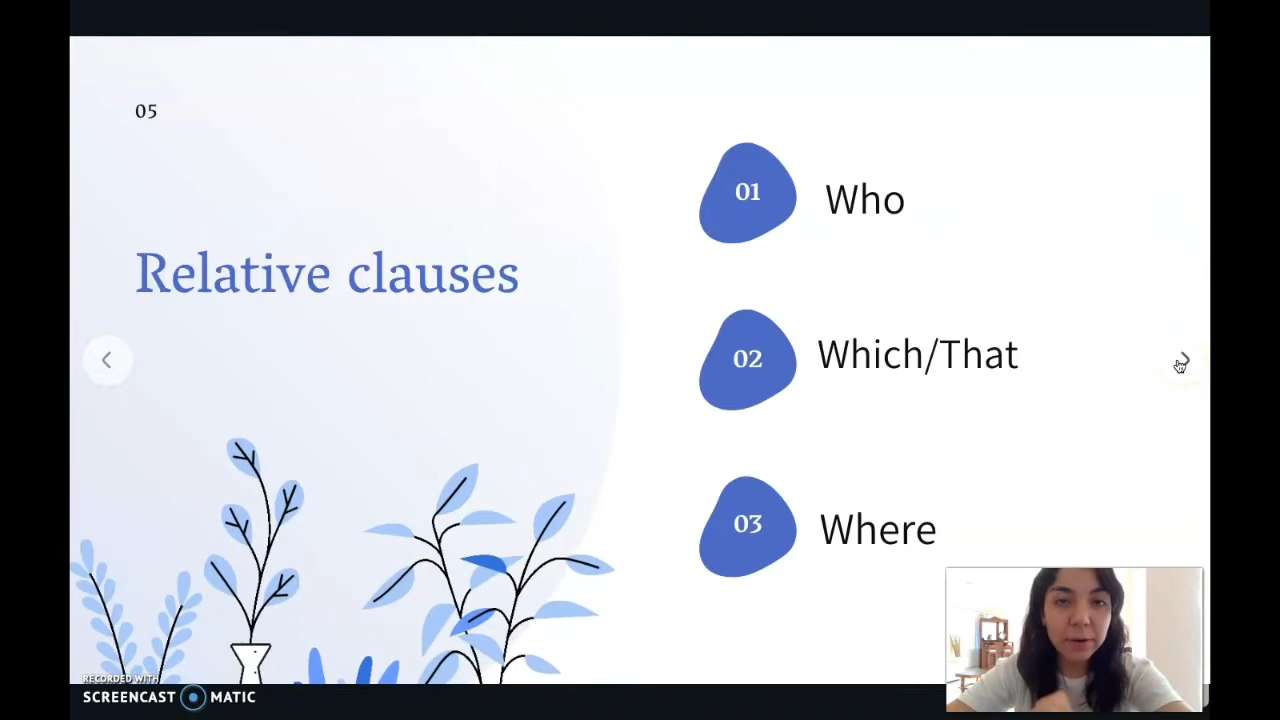 05
Relative clauses
01
Who
02
Which/That
03
Where
RECORDED WITH
SCREENCAST MATIC